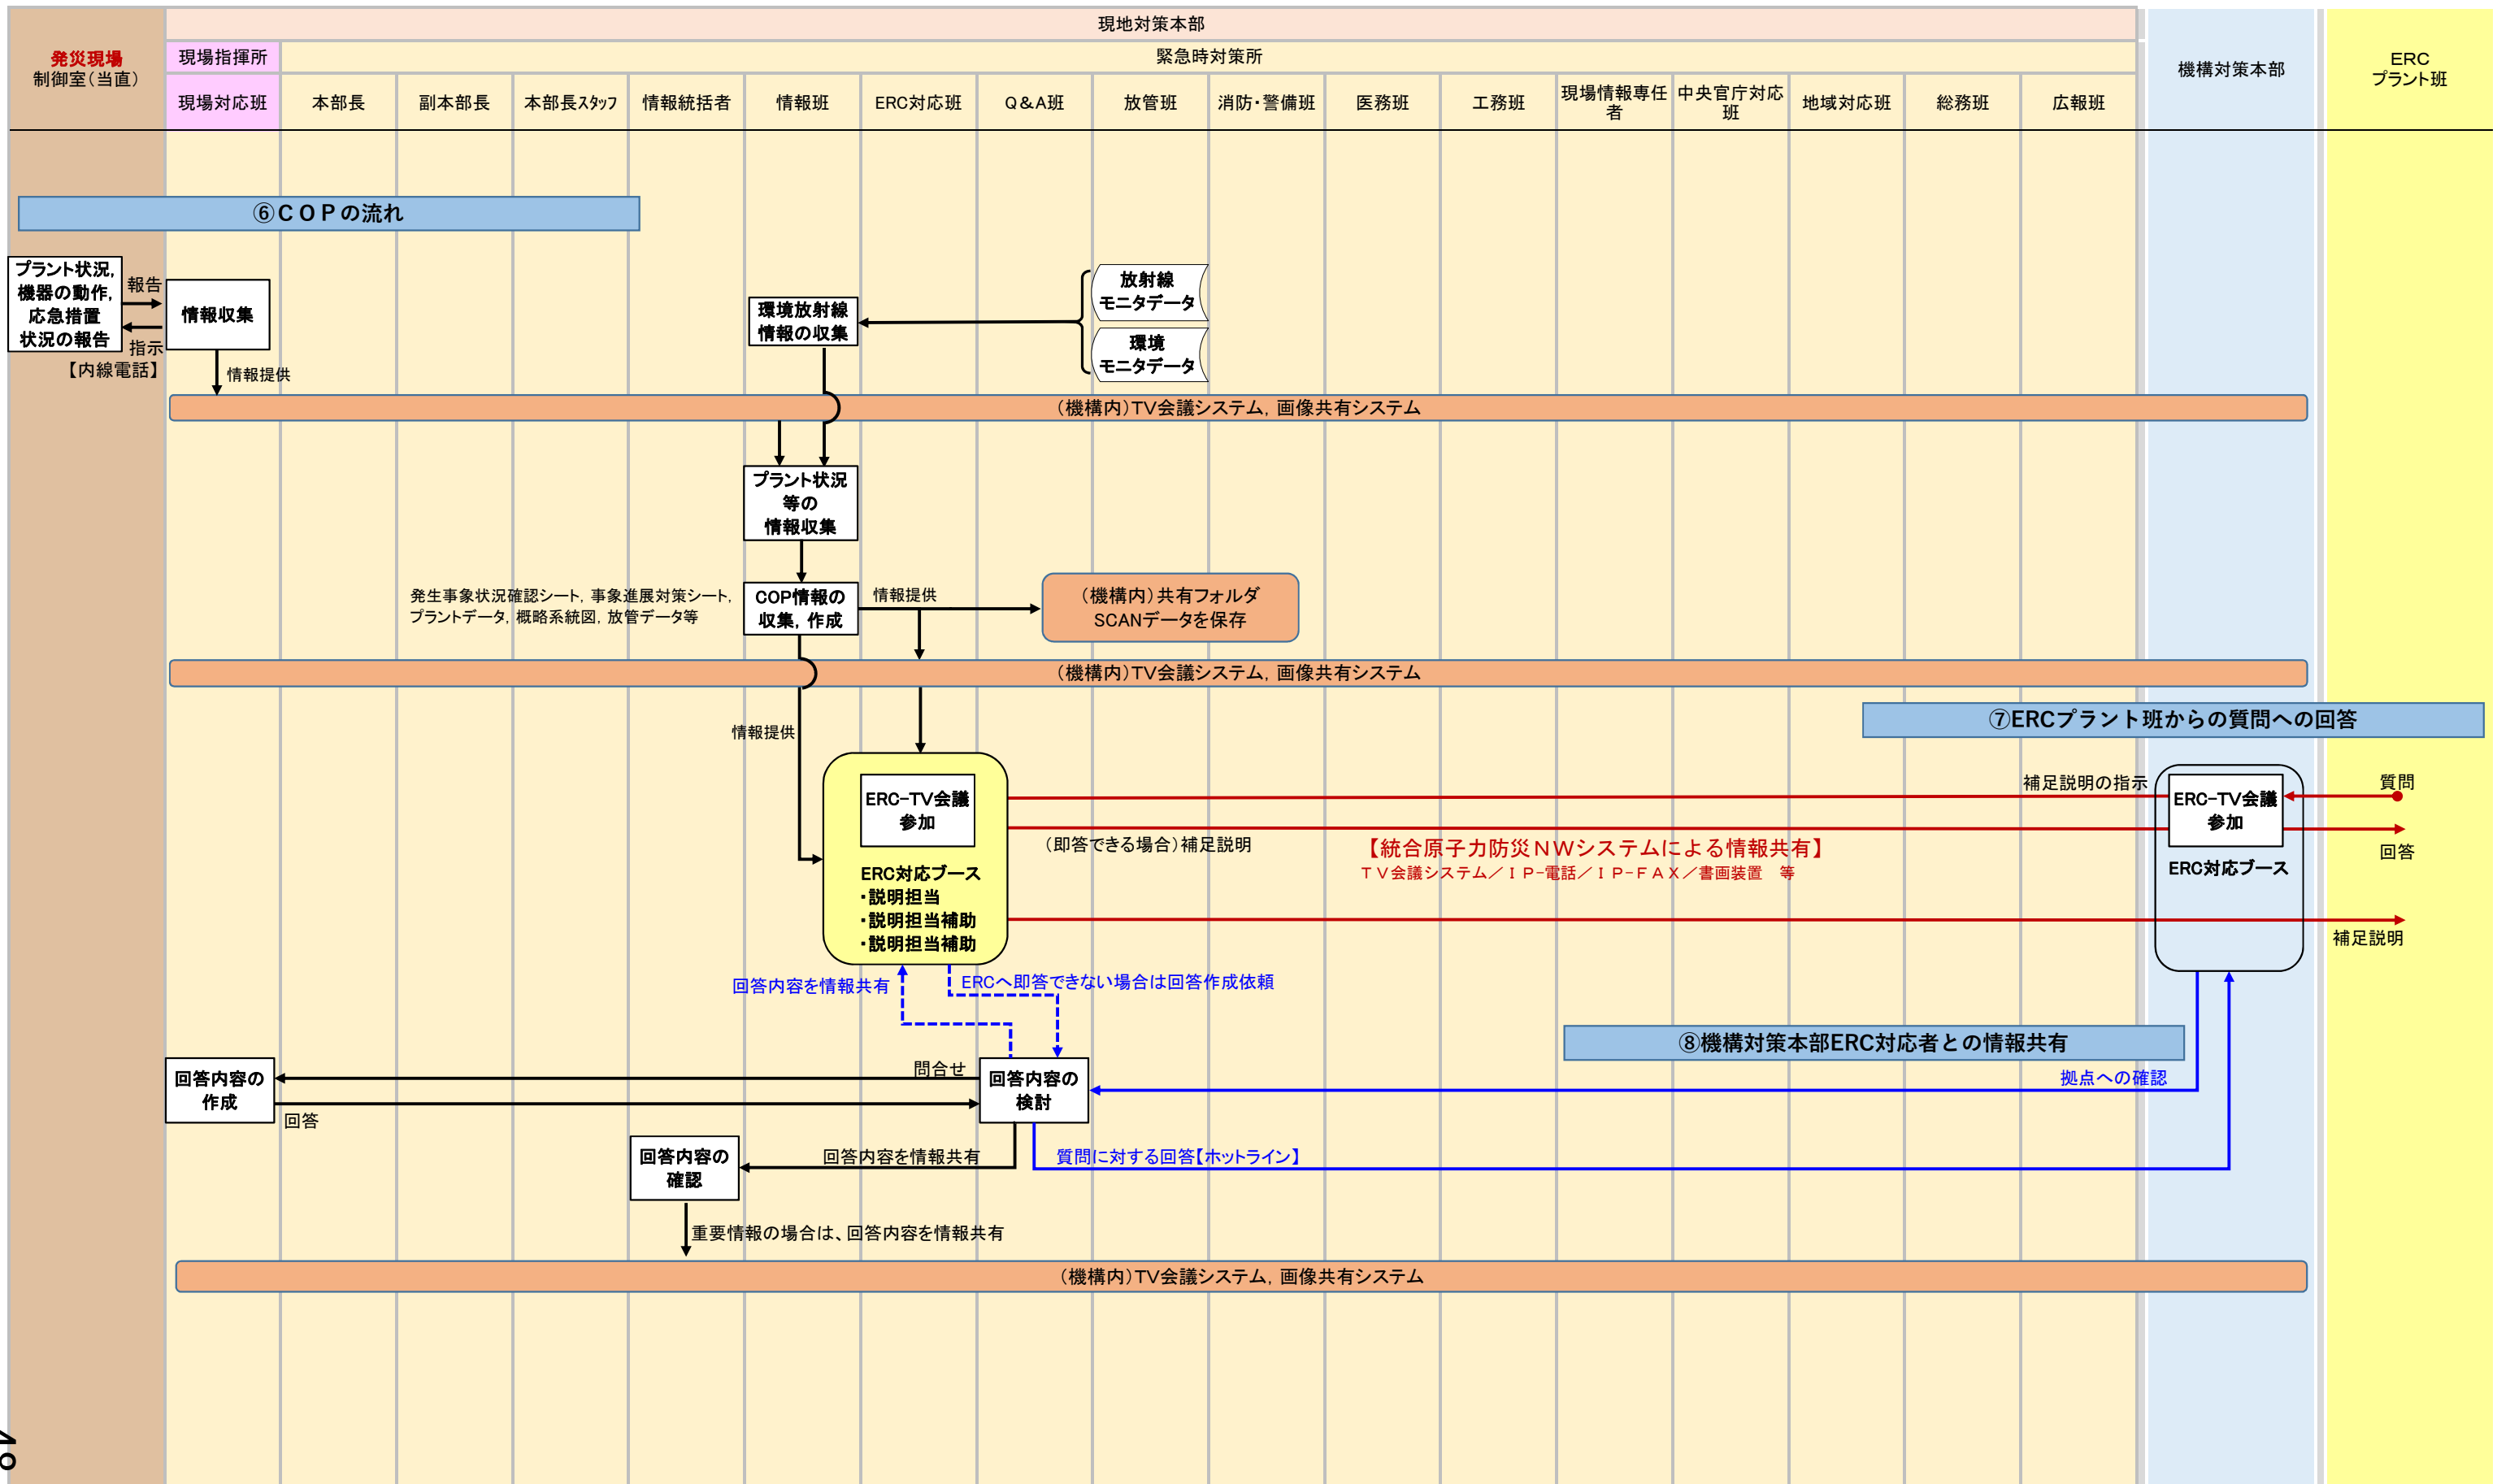 現地対策本部
発災現場
制御室（当直）
現場指揮所
緊急時対策所
機構対策本部
ERC
プラント班
現場対応班
本部長
副本部長
本部長ｽﾀｯﾌ
情報統括者
情報班
ERC対応班
Q＆A班
放管班
消防・警備班
医務班
工務班
現場情報専任
者
中央官庁対応
班
地域対応班
総務班
広報班
⑥ＣＯＰの流れ
プラント状況，
機器の動作，
応急措置
状況の報告
報告
指示
【内線電話】
情報収集
情報提供
環境放射線
情報の収集
放射線
モニタデータ
環境
モニタデータ
（機構内）TV会議システム，画像共有システム
プラント状況
等の
情報収集
発生事象状況確認シート，事象進展対策シート，
プラントデータ，概略系統図，放管データ等
COP情報の
収集，作成
情報提供
（機構内）共有フォルダ
SCANデータを保存
（機構内）TV会議システム，画像共有システム
⑦ERCプラント班からの質問への回答
情報提供
ERC-TV会議
参加
ERC対応ブース
・説明担当
・説明担当補助
・説明担当補助
補足説明の指示
（即答できる場合）補足説明
【統合原子力防災ＮＷシステムによる情報共有】
ＴＶ会議システム／ＩＰ-電話／ＩＰ-ＦＡＸ／書画装置　等
ERC-TV会議
参加
ERC対応ブース
質問
回答
補足説明
回答内容を情報共有
ERCへ即答できない場合は回答作成依頼
⑧機構対策本部ERC対応者との情報共有
回答内容の
作成
問合せ
回答
回答内容の
検討
拠点への確認
回答内容の
確認
回答内容を情報共有
質問に対する回答【ホットライン】
重要情報の場合は、回答内容を情報共有
（機構内）TV会議システム，画像共有システム